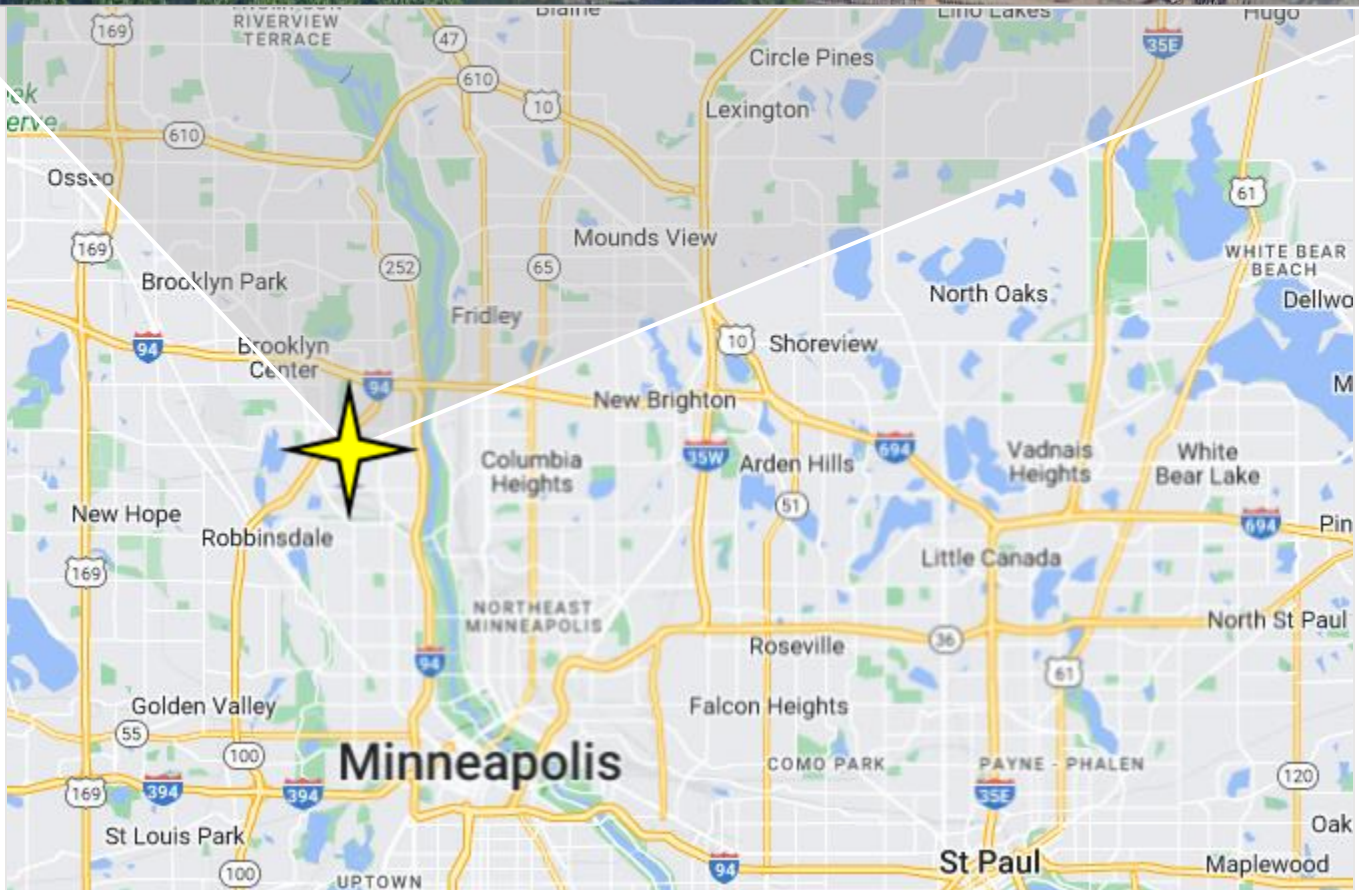 Blaine
Lino Lakes
Hugo
169
RIVERVIEW
TERRACE
47
35E
Circle Pines
610
10
Lexington
ek
erve
610
Osseo
61
169
Mounds View
252
65
WHITE BEAR
BEACH
Brooklyn Park
North Oaks
Dellwo
Fridley
94
Brooklyn
Center
10
Shoreview
94
M
New Brighton
35W
Arden Hills
694
Vadnais
Heights
White
Bear Lake
Columbia
Heights
51
New Hope
694
Pin
Robbinsdale
Little Canada
169
NORTHEAST
MINNEAPOLIS
North St Paul
Roseville
36
94
61
Golden Valley
Falcon Heights
55
100
Minneapolis
COMO PARK
PAYNE - PHALEN
120
169
394
394
35E
St Louis Park
Oak
100
UPTOWN
94
St Paul
Maplewood